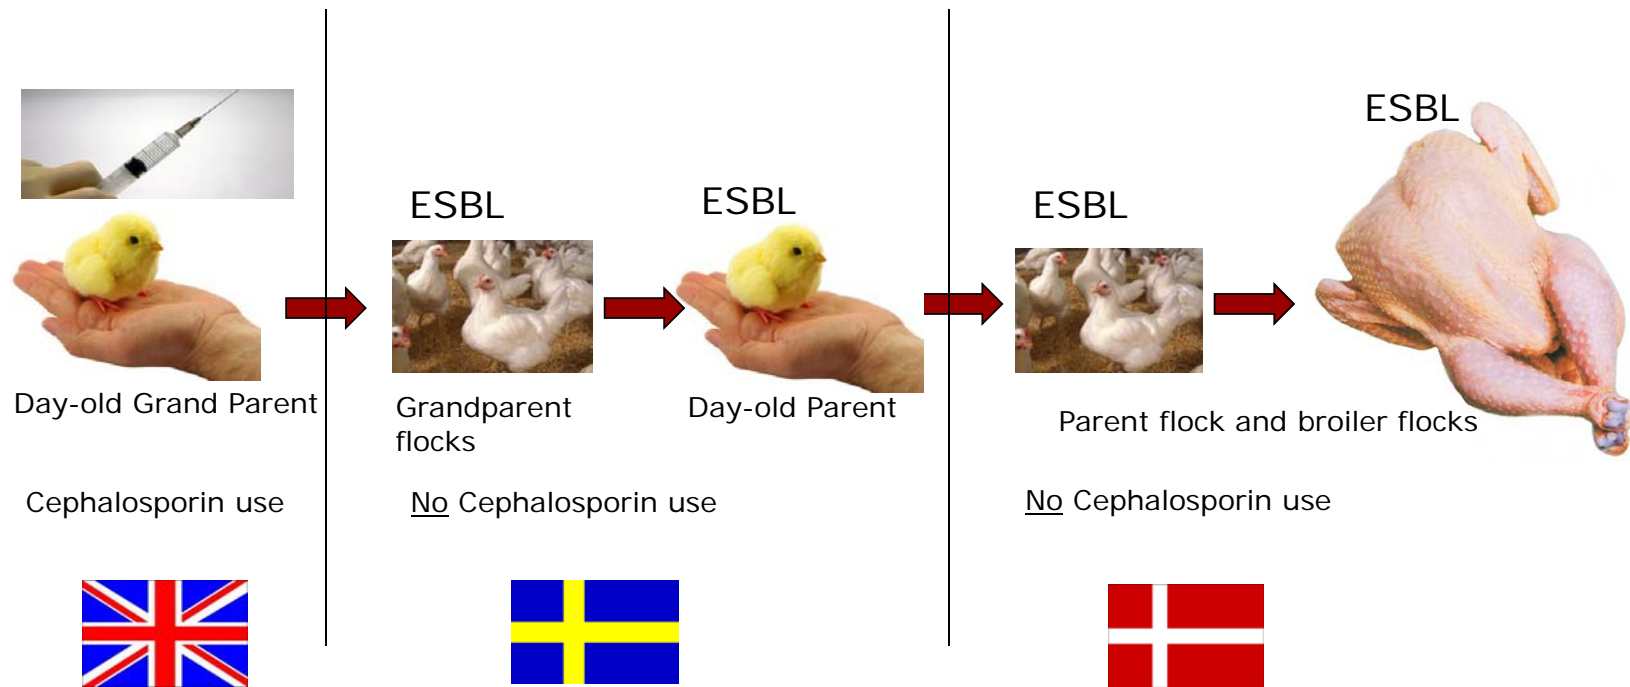 ESBL
ESBL
ESBL
ESBL
Day-old Grand Parent
Grandparent
flocks
Day-old Parent
Parent flock and broiler flocks
Cephalosporin use
No Cephalosporin use
No Cephalosporin use